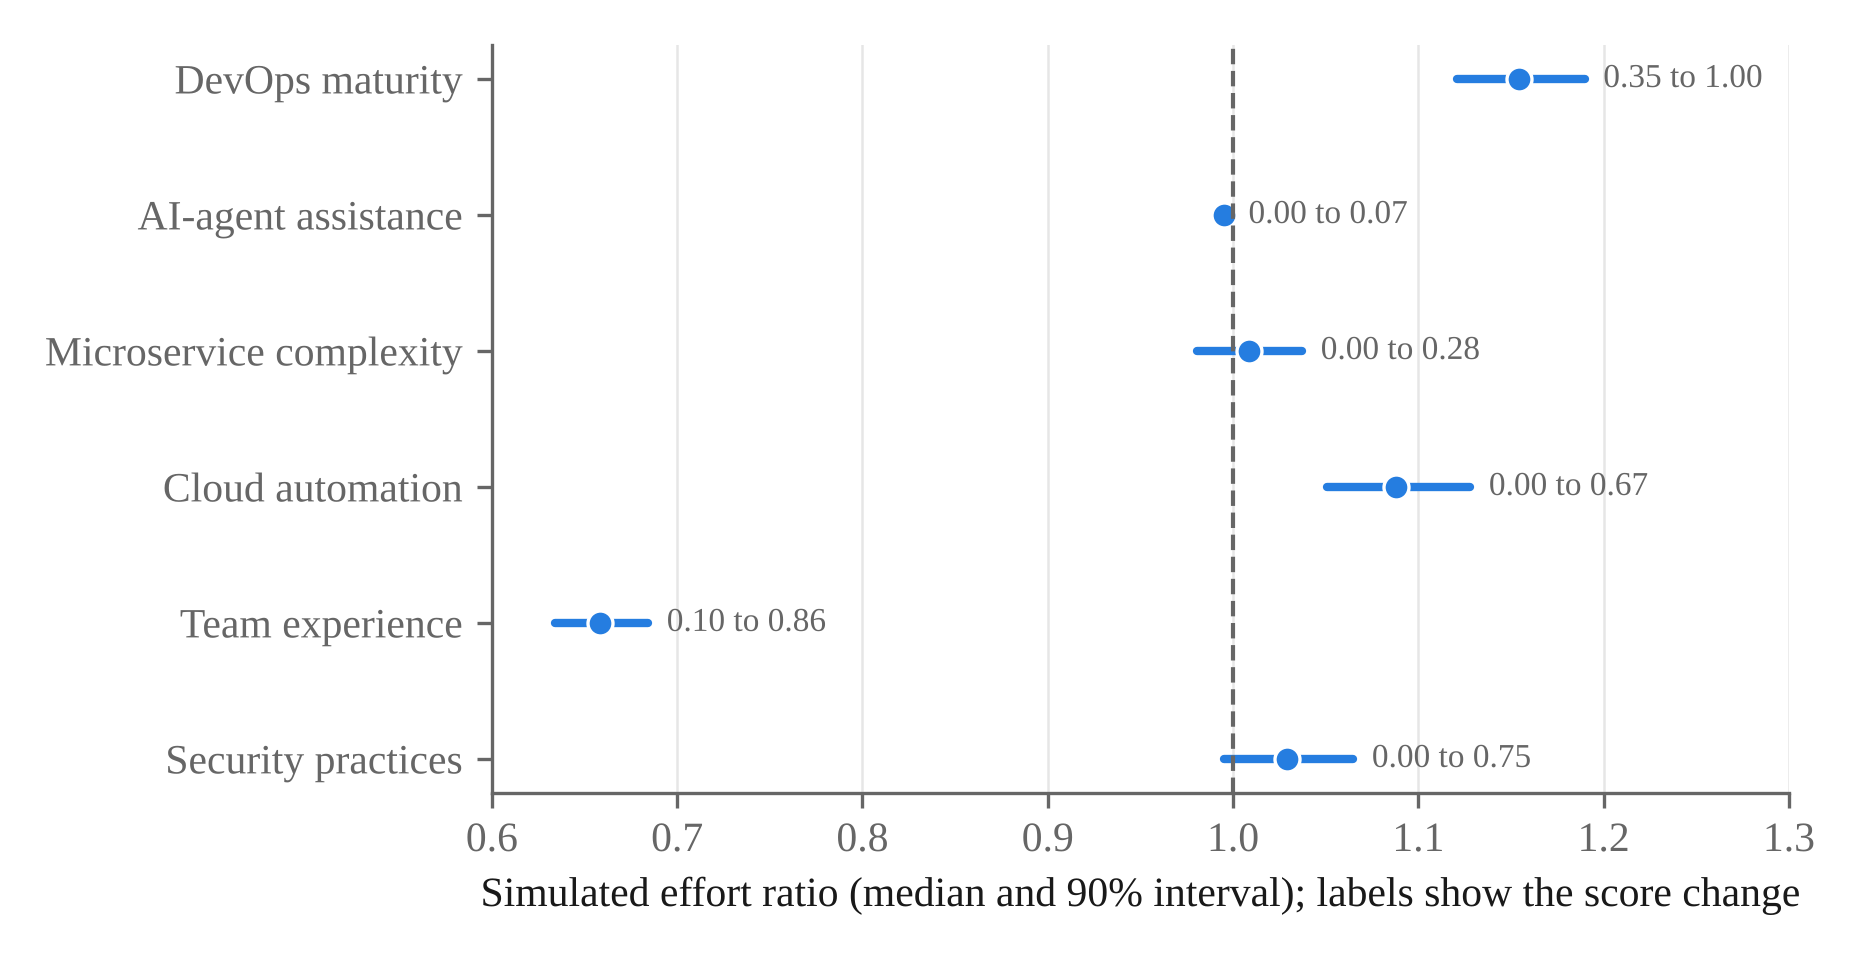 DevOps maturity
0.35 to 1.00
AI-agent assistance
0.00 to 0.07
Microservice complexity
0.00 to 0.28
Cloud automation
0.00 to 0.67
Team experience
0.10 to 0.86
Security practices
0.00 to 0.75
0.6 0.7 0.8 0.9 1.0 1.1 1.2 1.3
Simulated effort ratio (median and 90% interval); labels show the score change